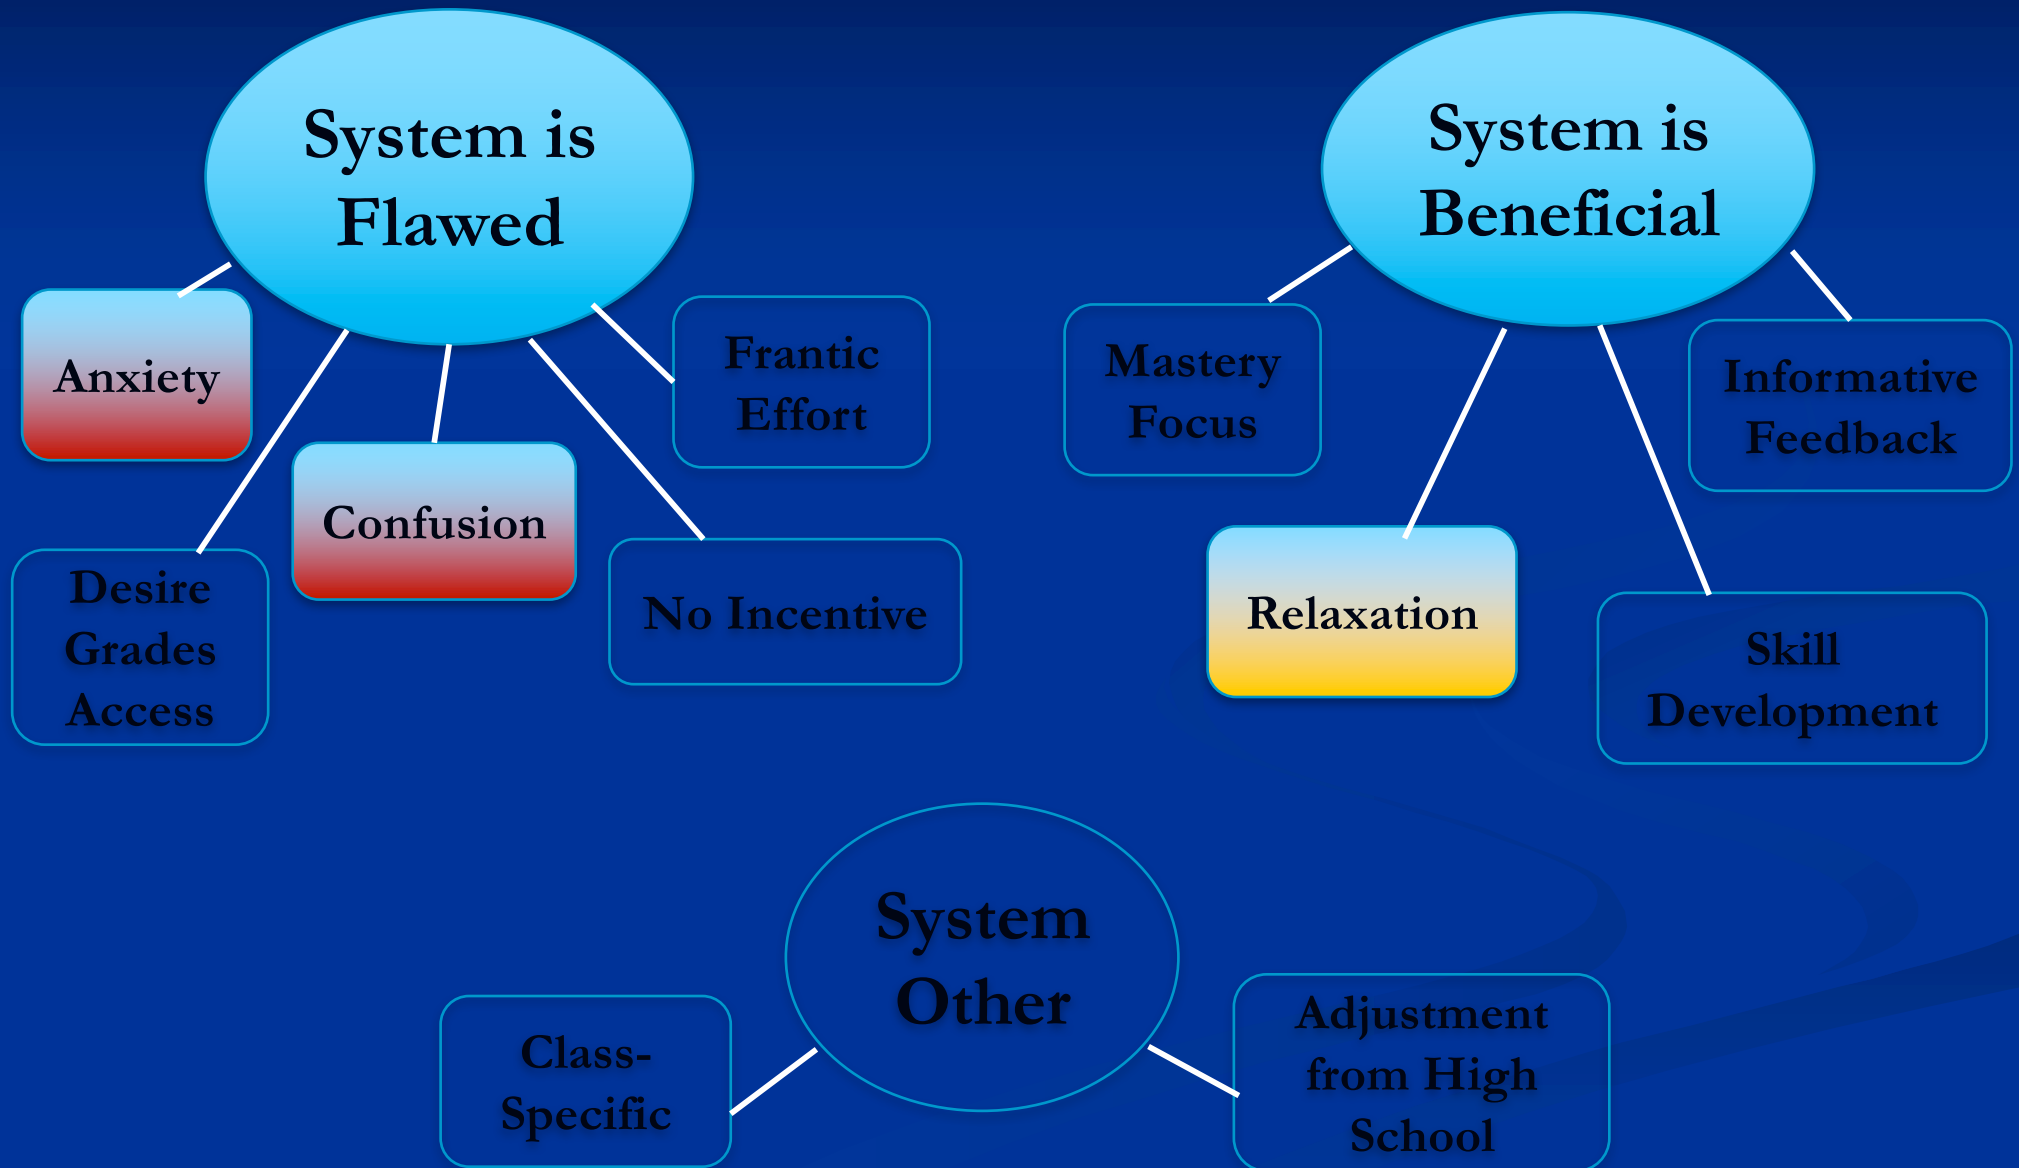 System is
Flawed
Anxiety
Desire
Grades
Access
Confusion
No Incentive
Frantic
Effort
System is
Beneficial
Mastery
Focus
Relaxation
Skill
Development
Informative
Feedback
System
Other
Class-
Specific
Adjustment
from High
School